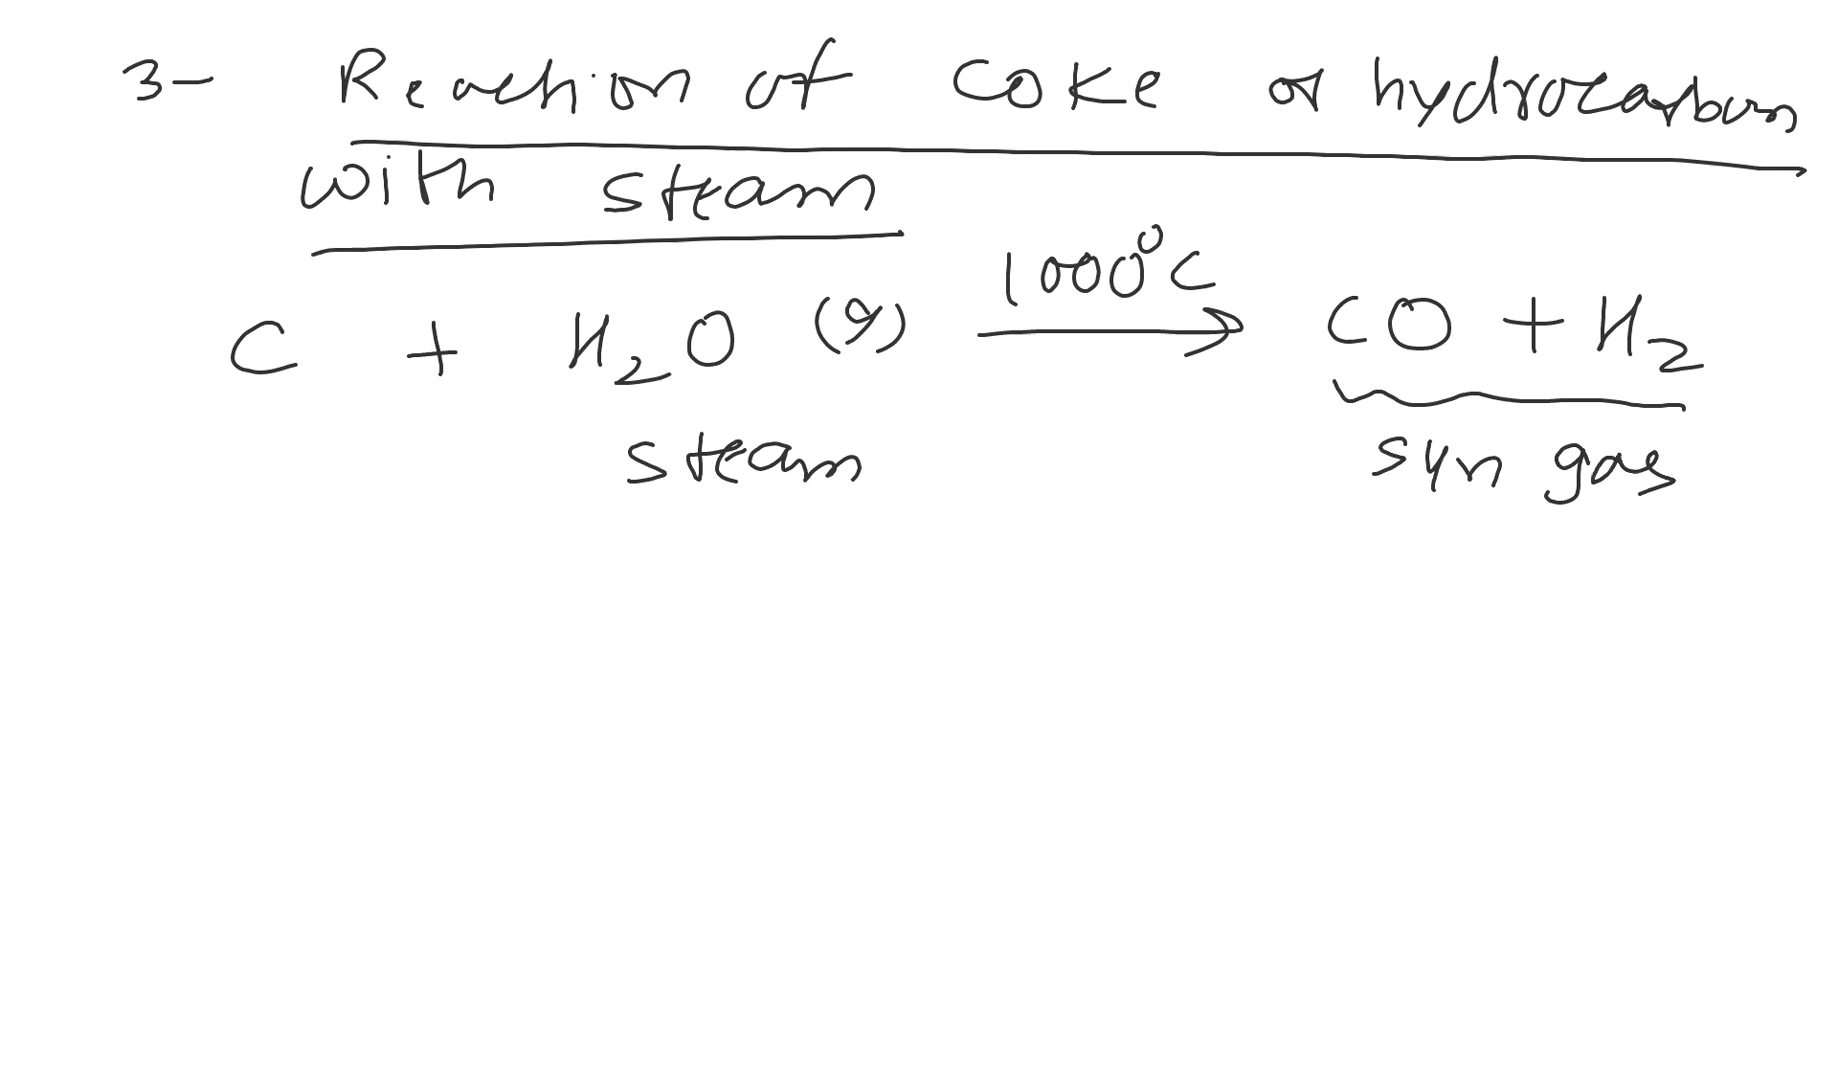 3- Reaction of coke or hydrocarbon
with steam
C + H₂O (g) 1000°C → CO + H₂
steam syn gas